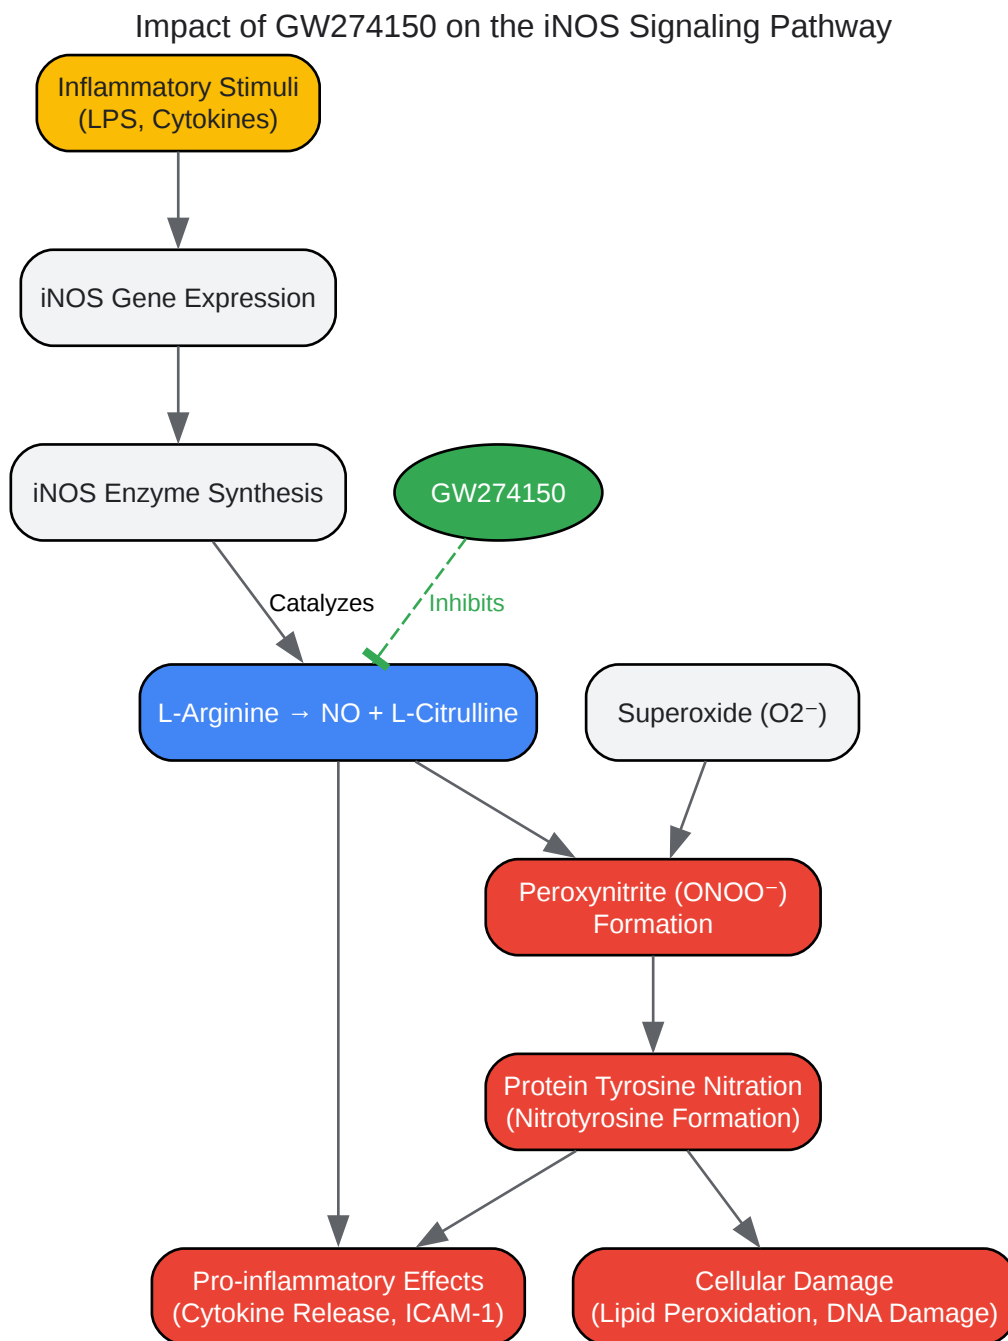 Impact of GW274150 on the iNOS Signaling Pathway
Inflammatory Stimuli
(LPS, Cytokines)
iNOS Gene Expression
iNOS Enzyme Synthesis
GW274150
Catalyzes
Inhibits
L-Arginine → NO + L-Citrulline
Superoxide (O2⁻)
Peroxynitrite (ONOO⁻)
Formation
Protein Tyrosine Nitration
(Nitrotyrosine Formation)
Pro-inflammatory Effects
(Cytokine Release, ICAM-1)
Cellular Damage
(Lipid Peroxidation, DNA Damage)